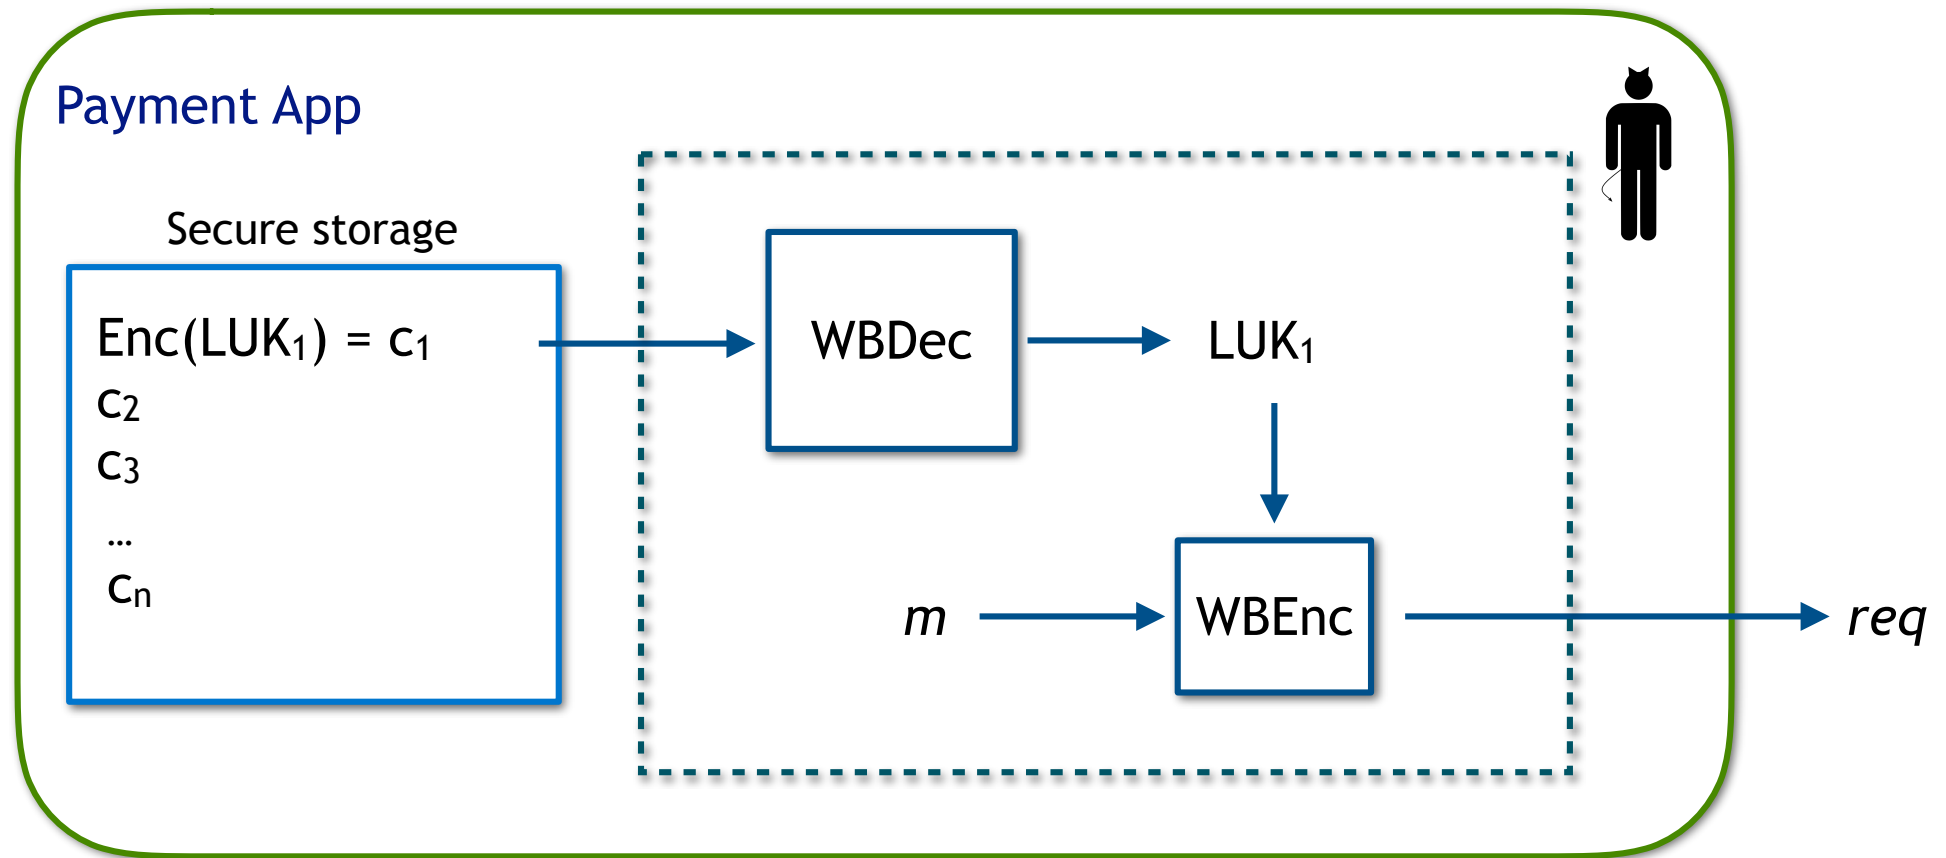 Payment App
Secure storage
Enc(LUK₁) = c₁
c₂
c₃
...
cₙ
WBDec
LUK₁
m
WBEnc
req